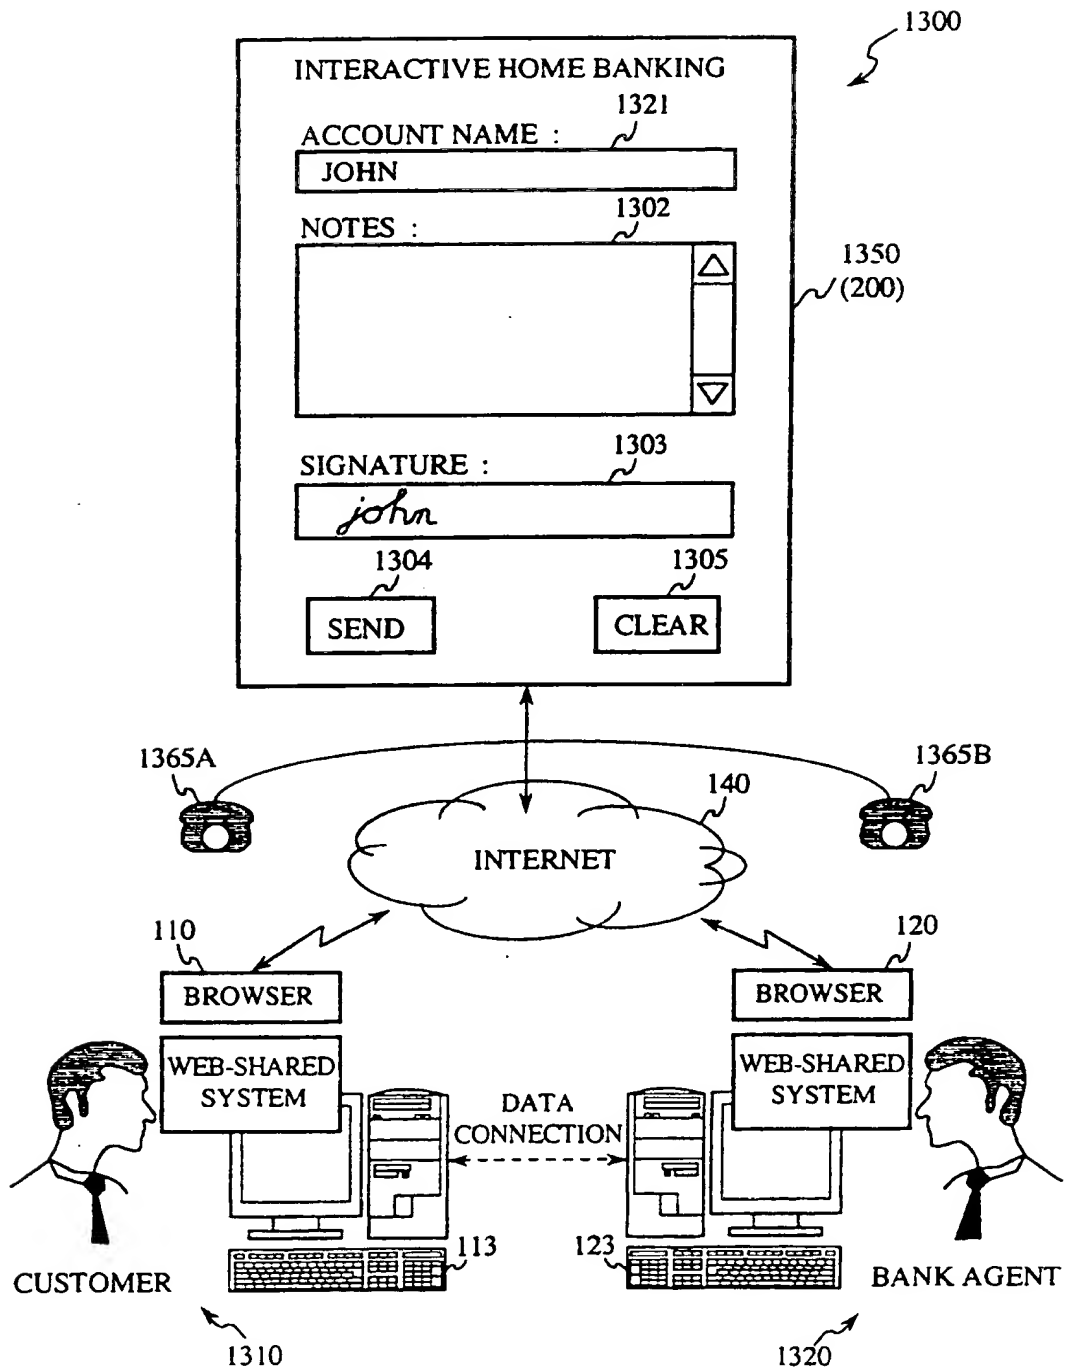 1300
INTERACTIVE HOME BANKING
1321
ACCOUNT NAME :
JOHN
1302
NOTES :
1350
(200)
1303
SIGNATURE :
john
1304
1305
SEND
CLEAR
1365A
1365B
140
INTERNET
110
120
BROWSER
BROWSER
WEB-SHARED
SYSTEM
WEB-SHARED
SYSTEM
DATA
CONNECTION
113
123
CUSTOMER
BANK AGENT
1310
1320